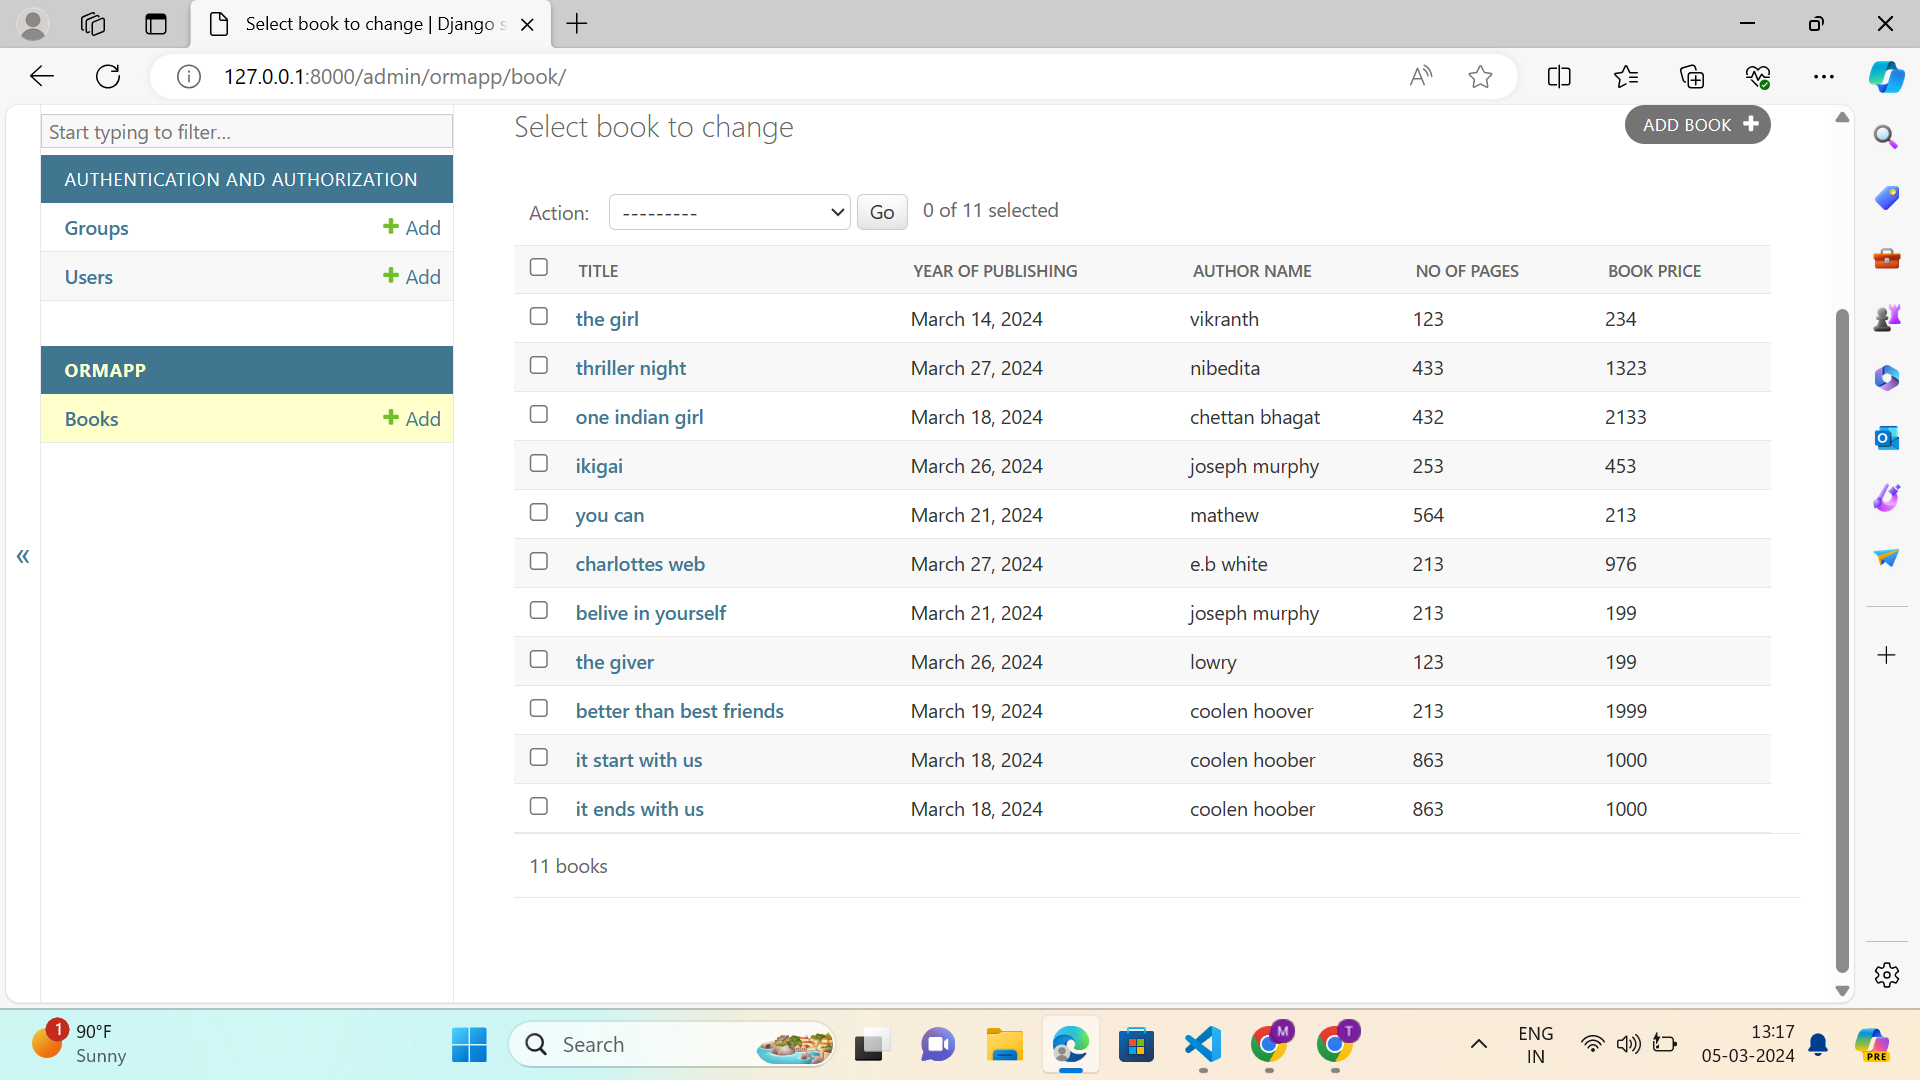 Select book to change | Django s
127.0.0.1:8000/admin/ormapp/book/
Start typing to filter...
AUTHENTICATION AND AUTHORIZATION
Groups + Add
Users + Add
ORMAPP
Books + Add
«
Select book to change
ADD BOOK +
Action: --------- Go 0 of 11 selected
TITLE YEAR OF PUBLISHING AUTHOR NAME NO OF PAGES BOOK PRICE
the girl March 14, 2024 vikranth 123 234
thriller night March 27, 2024 nibedita 433 1323
one indian girl March 18, 2024 chettan bhagat 432 2133
ikigai March 26, 2024 joseph murphy 253 453
you can March 21, 2024 mathew 564 213
charlottes web March 27, 2024 e.b white 213 976
belive in yourself March 21, 2024 joseph murphy 213 199
the giver March 26, 2024 lowry 123 199
better than best friends March 19, 2024 coolen hoover 213 1999
it start with us March 18, 2024 coolen hoober 863 1000
it ends with us March 18, 2024 coolen hoober 863 1000
11 books
1 90°F
Sunny
Search
M
T
ENG
IN
13:17
05-03-2024
PRE